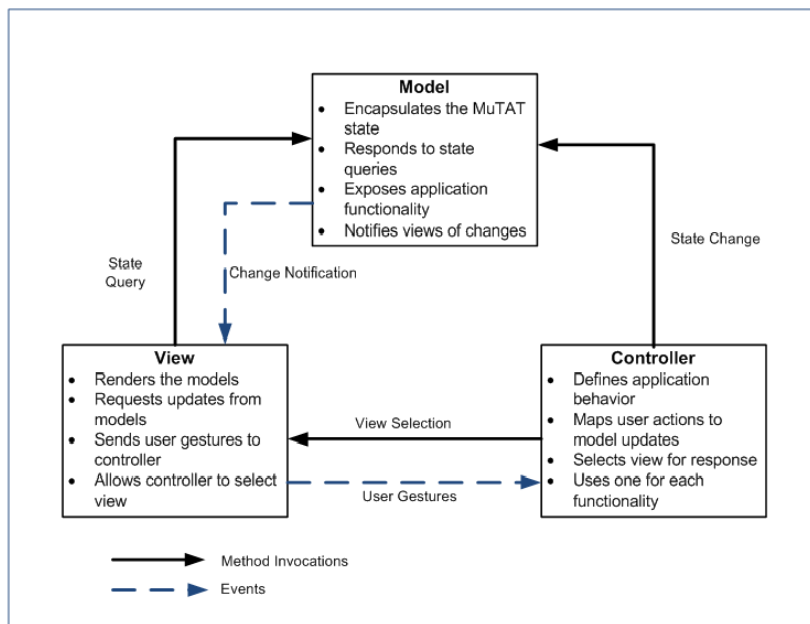 Model
• Encapsulates the MuTAT
state
• Responds to state
queries
• Exposes application
functionality
• Notifies views of changes
State
Query
Change Notification
State Change
View
• Renders the models
• Requests updates from
models
• Sends user gestures to
controller
• Allows controller to select
view
View Selection
User Gestures
Controller
• Defines application
behavior
• Maps user actions to
model updates
• Selects view for response
• Uses one for each
functionality
Method Invocations
Events